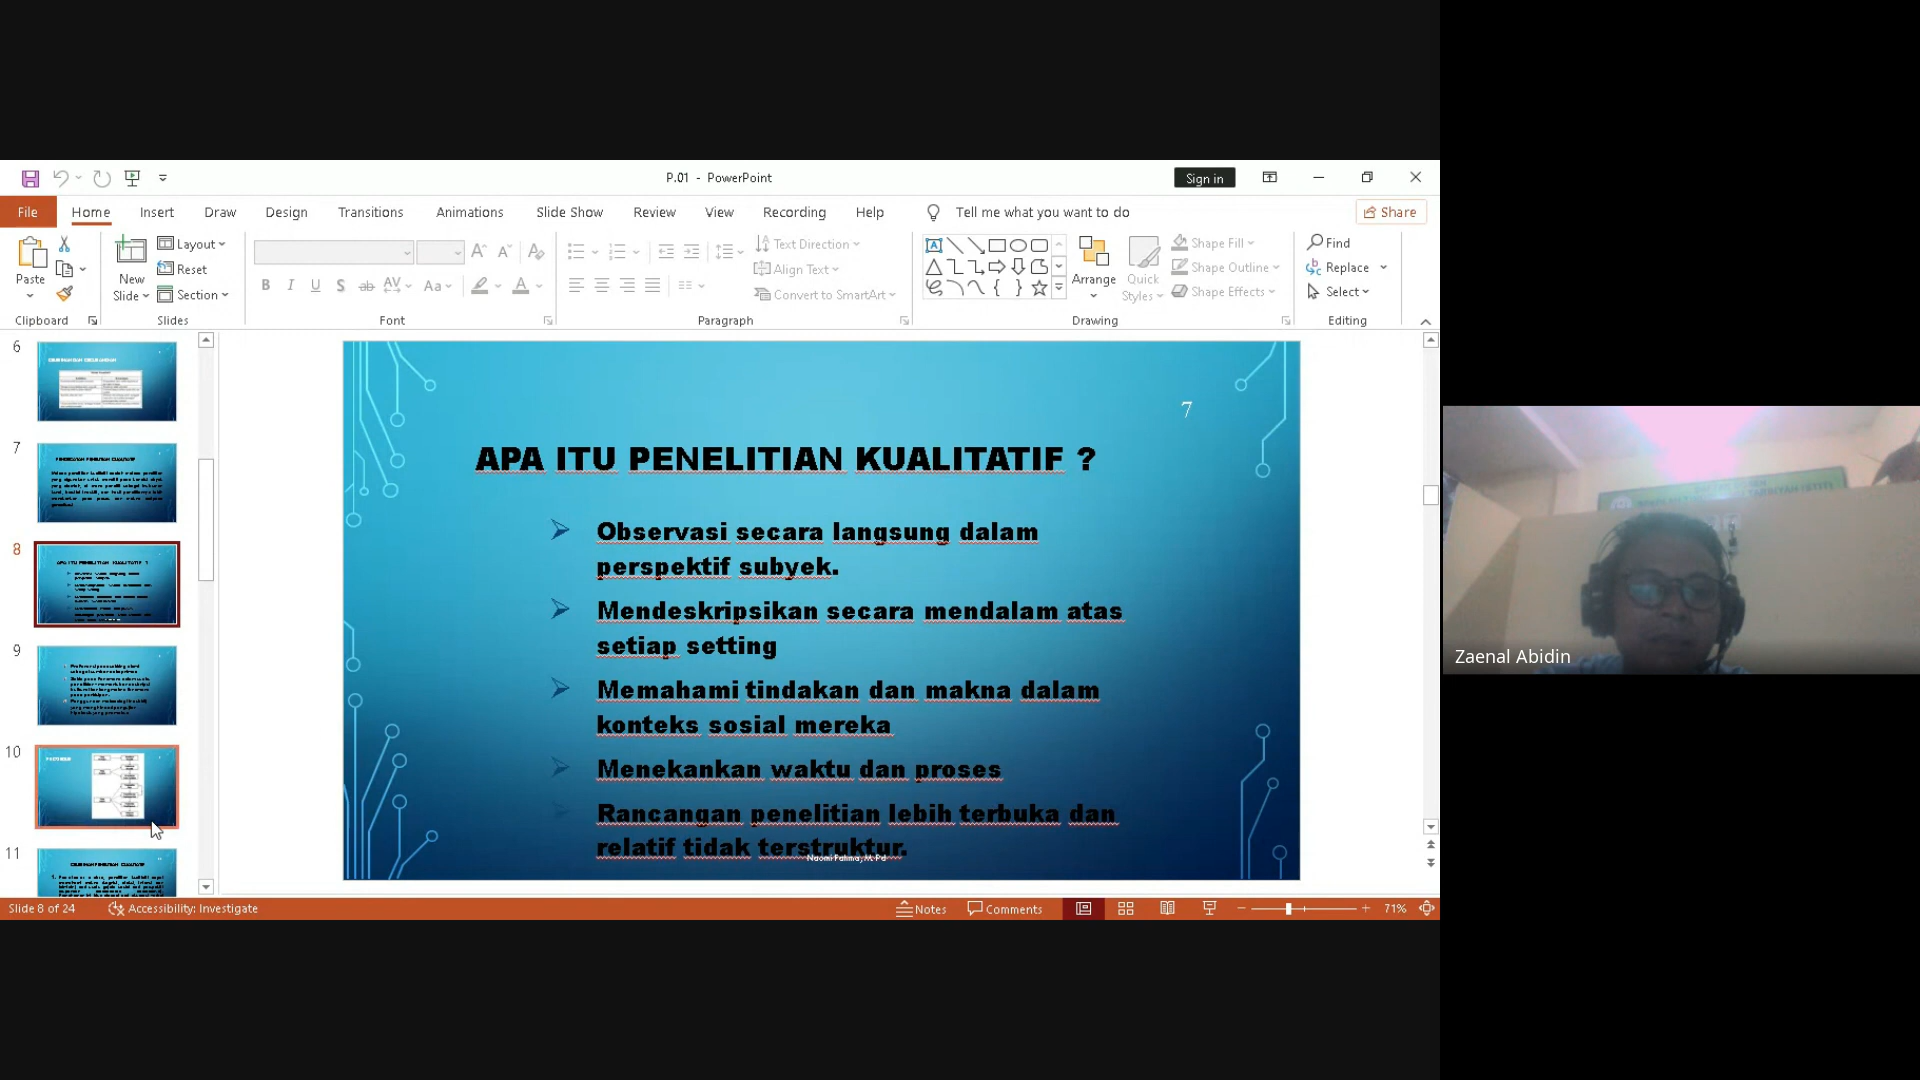 P.01 - PowerPoint
Sign in
File Home Insert Draw Design Transitions Animations Slide Show Review View Recording Help Tell me what you want to do Share
Paste
Clipboard
New Slide
Layout
Reset
Section
Slides
Font
Text Direction
Align Text
Convert to SmartArt
Paragraph
Arrange
Quick Styles
Shape Fill
Shape Outline
Shape Effects
Drawing
Find
Replace
Select
Editing
6
7
8
9
10
11
7
APA ITU PENELITIAN KUALITATIF ?
Observasi secara langsung dalam
perspektif subyek.
Mendeskripsikan secara mendalam atas
setiap setting
Memahami tindakan dan makna dalam
konteks sosial mereka
Menekankan waktu dan proses
Rancangan penelitian lebih terbuka dan
relatif tidak terstruktur.
Naomi Fahma, M.Pd
Zaenal Abidin
Slide 8 of 24 Accessibility: Investigate Notes Comments 71%